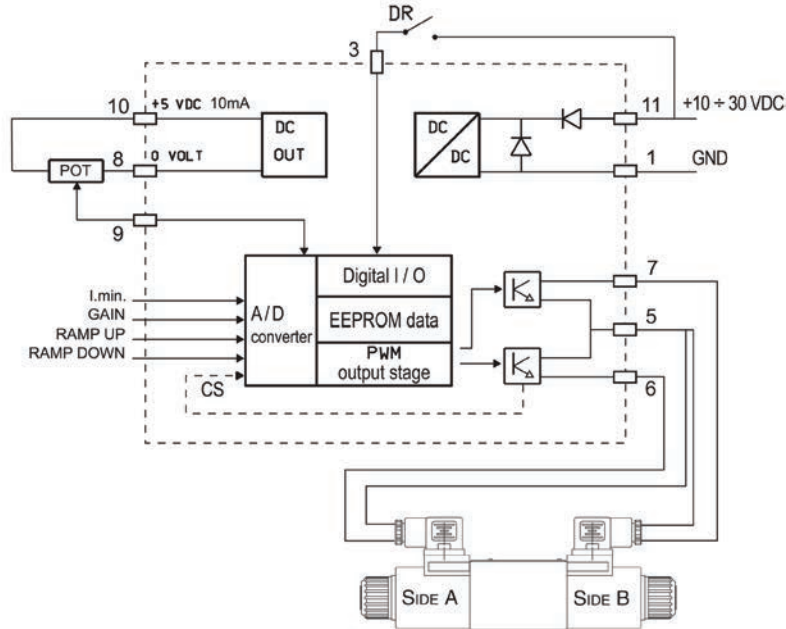 DR
3
10 +5 VDC 10mA
DC
OUT
8 0 VOLT
POT
9
DC
DC
11 +10 ÷ 30 VDC
1 GND
I.min.
GAIN
RAMP UP
RAMP DOWN
CS
A/D
converter
Digital I / O
EEPROM data
PWM
output stage
7
5
6
SIDE A
SIDE B